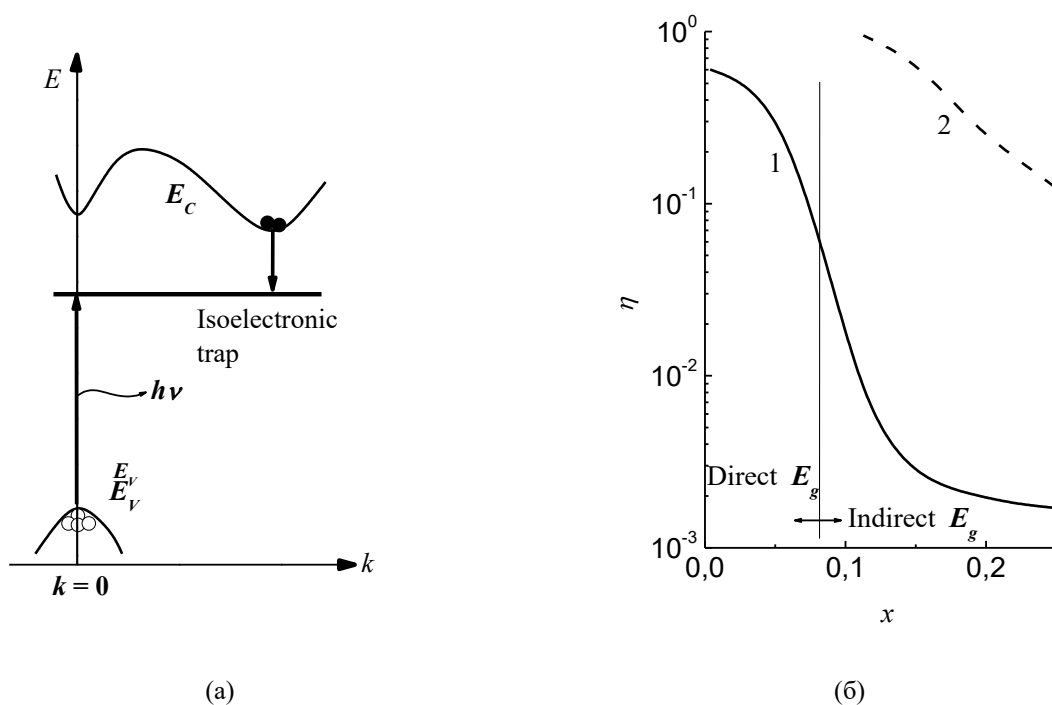 E
E_C
Isoelectronic
trap
hν
E_V
E_V
k
k = 0
(а)
10^0
10^-1
10^-2
10^-3
η
1
2
Direct E_g
Indirect E_g
0,0
0,1
0,2
x
(б)